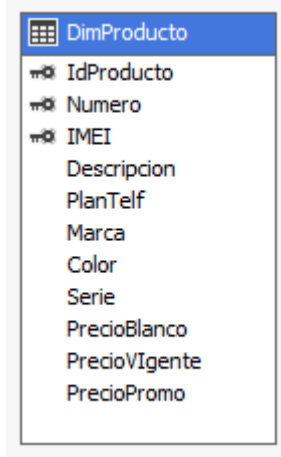 DimProducto
IdProducto
Numero
IMEI
Descripcion
PlanTelf
Marca
Color
Serie
PrecioBlanco
PrecioVIgente
PrecioPromo